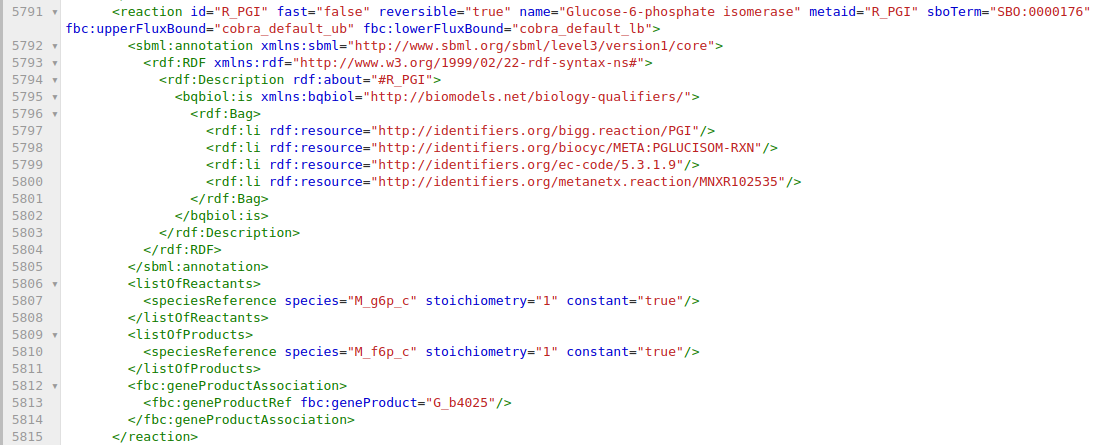 5791 ▾ <reaction id="R_PGI" fast="false" reversible="true" name="Glucose-6-phosphate isomerase" metaid="R_PGI" sboTerm="SBO:0000176"
fbc:upperFluxBound="cobra_default_ub" fbc:lowerFluxBound="cobra_default_lb">
5792 ▾ <sbml:annotation xmlns:sbml="http://www.sbml.org/sbml/level3/version1/core">
5793 ▾ <rdf:RDF xmlns:rdf="http://www.w3.org/1999/02/22-rdf-syntax-ns#">
5794 ▾ <rdf:Description rdf:about="#R_PGI">
5795 ▾ <bqbiol:is xmlns:bqbiol="http://biomodels.net/biology-qualifiers/">
5796 ▾ <rdf:Bag>
5797 <rdf:li rdf:resource="http://identifiers.org/bigg.reaction/PGI"/>
5798 <rdf:li rdf:resource="http://identifiers.org/biocyc/META:PGLUCISOM-RXN"/>
5799 <rdf:li rdf:resource="http://identifiers.org/ec-code/5.3.1.9"/>
5800 <rdf:li rdf:resource="http://identifiers.org/metanetx.reaction/MNXR102535"/>
5801 </rdf:Bag>
5802 </bqbiol:is>
5803 </rdf:Description>
5804 </rdf:RDF>
5805 </sbml:annotation>
5806 ▾ <listOfReactants>
5807 <speciesReference species="M_g6p_c" stoichiometry="1" constant="true"/>
5808 </listOfReactants>
5809 ▾ <listOfProducts>
5810 <speciesReference species="M_f6p_c" stoichiometry="1" constant="true"/>
5811 </listOfProducts>
5812 ▾ <fbc:geneProductAssociation>
5813 <fbc:geneProductRef fbc:geneProduct="G_b4025"/>
5814 </fbc:geneProductAssociation>
5815 </reaction>